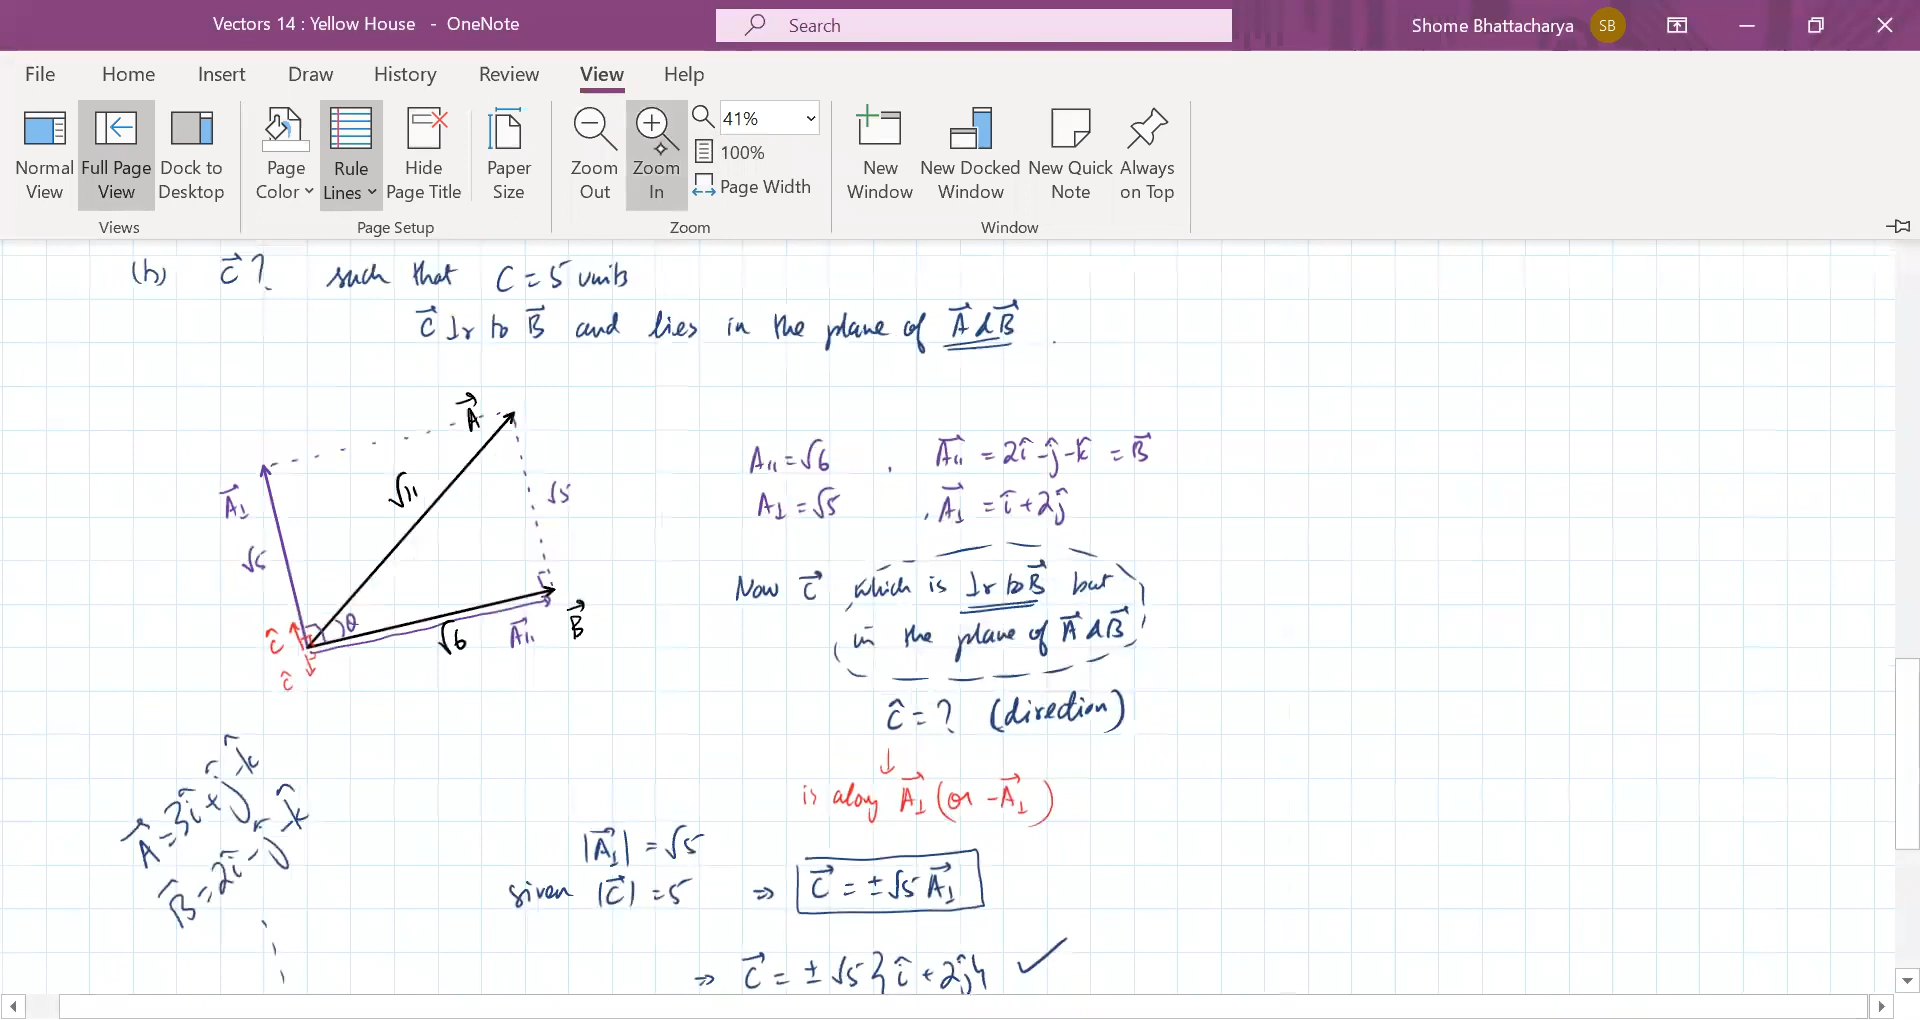 Vectors 14 : Yellow House - OneNote
Search
Shome Bhattacharya SB
File Home Insert Draw History Review View Help
Normal View
Full Page View
Dock to Desktop
Page Color
Rule Lines
Hide Page Title
Paper Size
Zoom Out
Zoom In
41%
100%
Page Width
New Window
New Docked Window
New Quick Note
Always on Top
Views Page Setup Zoom Window
(h) C⃗ ? such that C = 5 units
C⃗ ⊥r to B⃗ and lies in the plane of A⃗ & B⃗ .
A⃗
A⃗⊥
√11
√5
√5
θ
B⃗
A⃗ıı
√6
Ĉ
Ĉ
Aıı = √6 , A⃗ıı = 2î - ĵ - k̂ = B⃗
A⊥ = √5 , A⃗⊥ = î + 2ĵ
Now C⃗ which is ⊥r to B⃗ but
in the plane of A⃗ & B⃗
Ĉ = ? (direction)
↓
is along A⃗⊥ (or -A⃗⊥)
A⃗ = 3î + ĵ - k̂
B⃗ = 2î - ĵ - k̂
|A⃗⊥| = √5
given |C⃗| = 5 ⇒ C⃗ = ± √5 A⃗⊥
⇒ C⃗ = ± √5 { î + 2ĵ } ✓